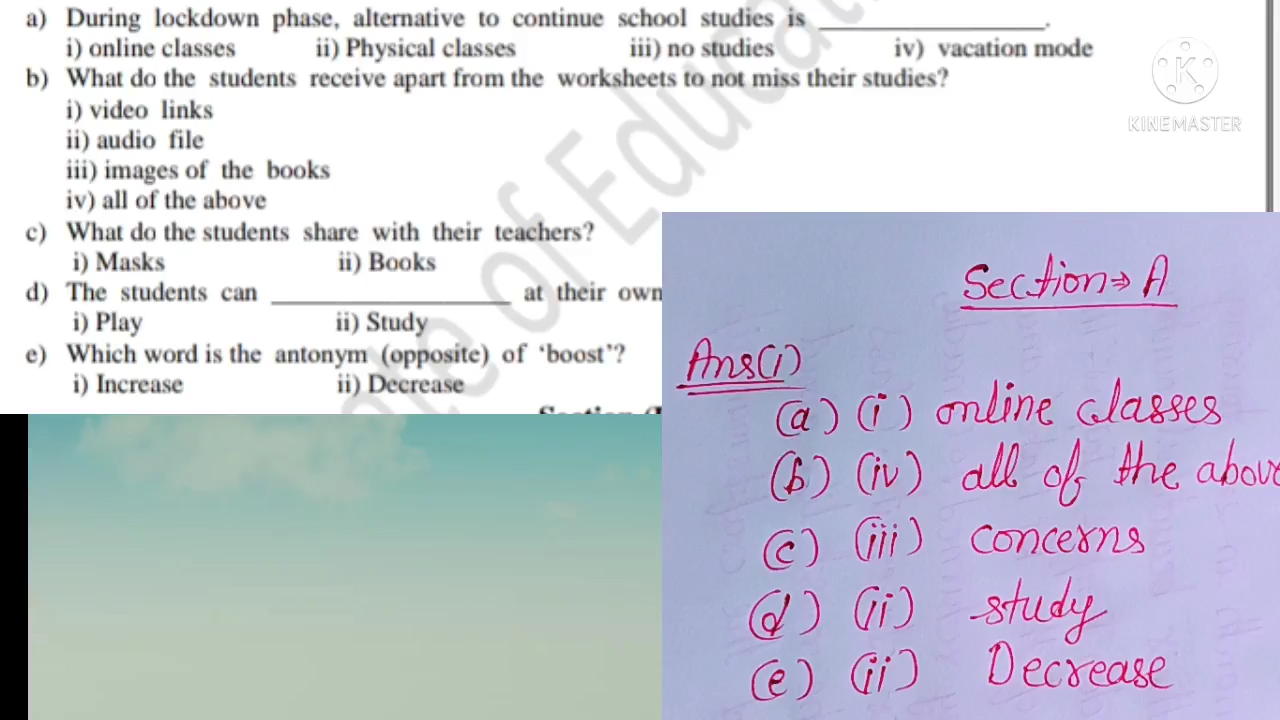 a) During lockdown phase, alternative to continue school studies is ____________________.
i) online classes ii) Physical classes iii) no studies iv) vacation mode
b) What do the students receive apart from the worksheets to not miss their studies?
i) video links
ii) audio file
iii) images of the books
iv) all of the above
c) What do the students share with their teachers?
i) Masks ii) Books
d) The students can ____________________ at their own
i) Play ii) Study
e) Which word is the antonym (opposite) of ‘boost’?
i) Increase ii) Decrease
KINEMASTER
Section⇒A
Ans(i)
(a) (i) online classes
(b) (iv) all of the above
(c) (iii) concerns
(d) (ii) study
(e) (ii) Decrease
of Educat